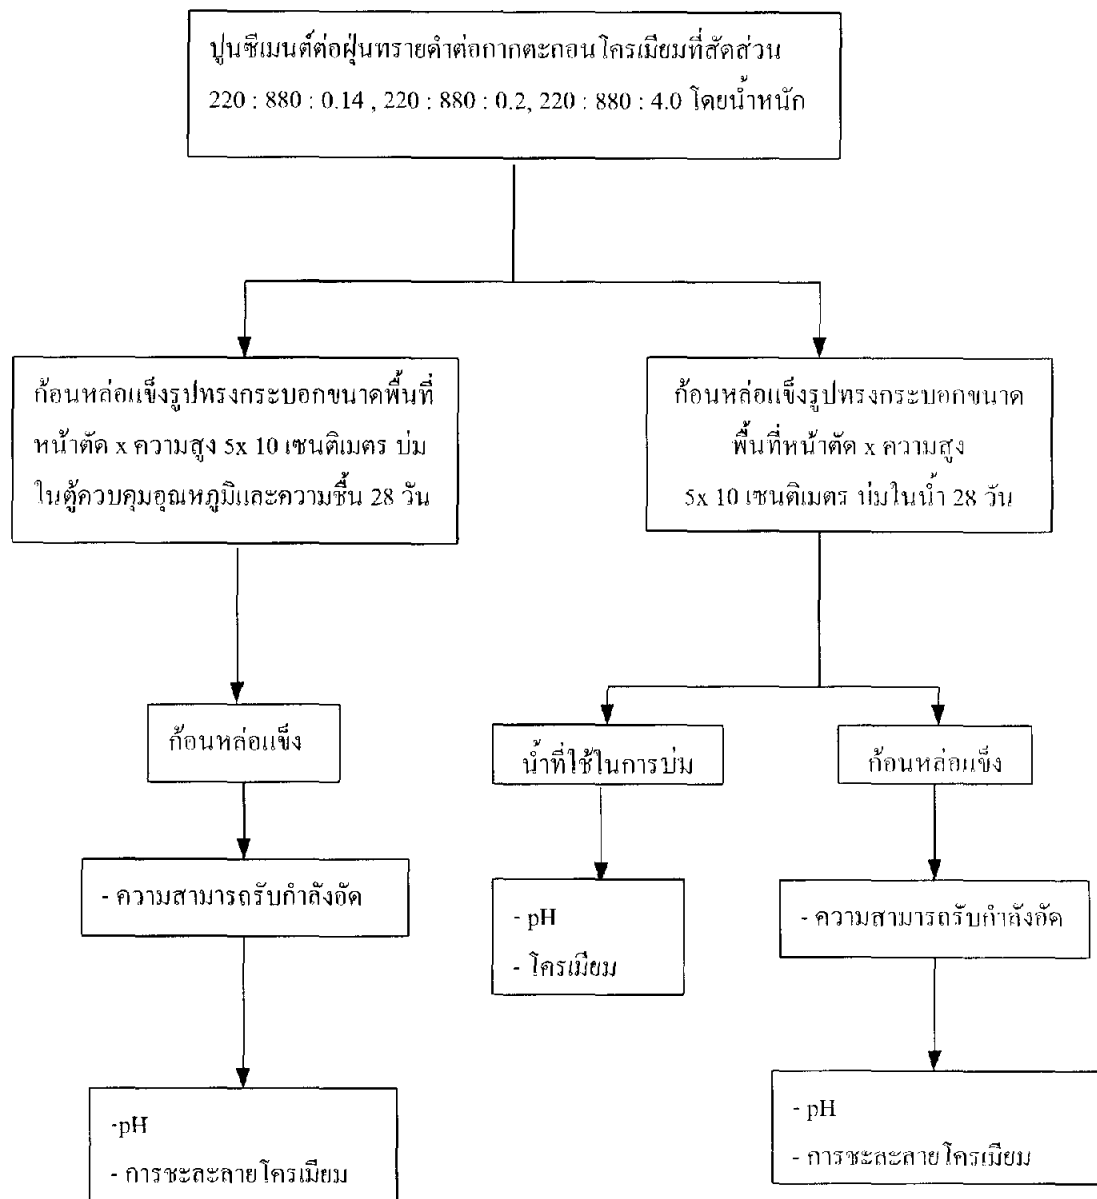 ปูนซีเมนต์ต่อฝุ่นทรายดำต่อกากตะกอนโครเมียมที่สัดส่วน
220 : 880 : 0.14 , 220 : 880 : 0.2, 220 : 880 : 4.0 โดยน้ำหนัก
ก้อนหล่อแข็งรูปทรงกระบอกขนาดพื้นที่
หน้าตัด x ความสูง 5x 10 เซนติเมตร บ่ม
ในตู้ควบคุมอุณหภูมิและความชื้น 28 วัน
ก้อนหล่อแข็งรูปทรงกระบอกขนาด
พื้นที่หน้าตัด x ความสูง
5x 10 เซนติเมตร บ่มในน้ำ 28 วัน
ก้อนหล่อแข็ง
น้ำที่ใช้ในการบ่ม
ก้อนหล่อแข็ง
- ความสามารถรับกำลังอัด
- pH
- โครเมียม
- ความสามารถรับกำลังอัด
-pH
- การชะละลายโครเมียม
- pH
- การชะละลายโครเมียม